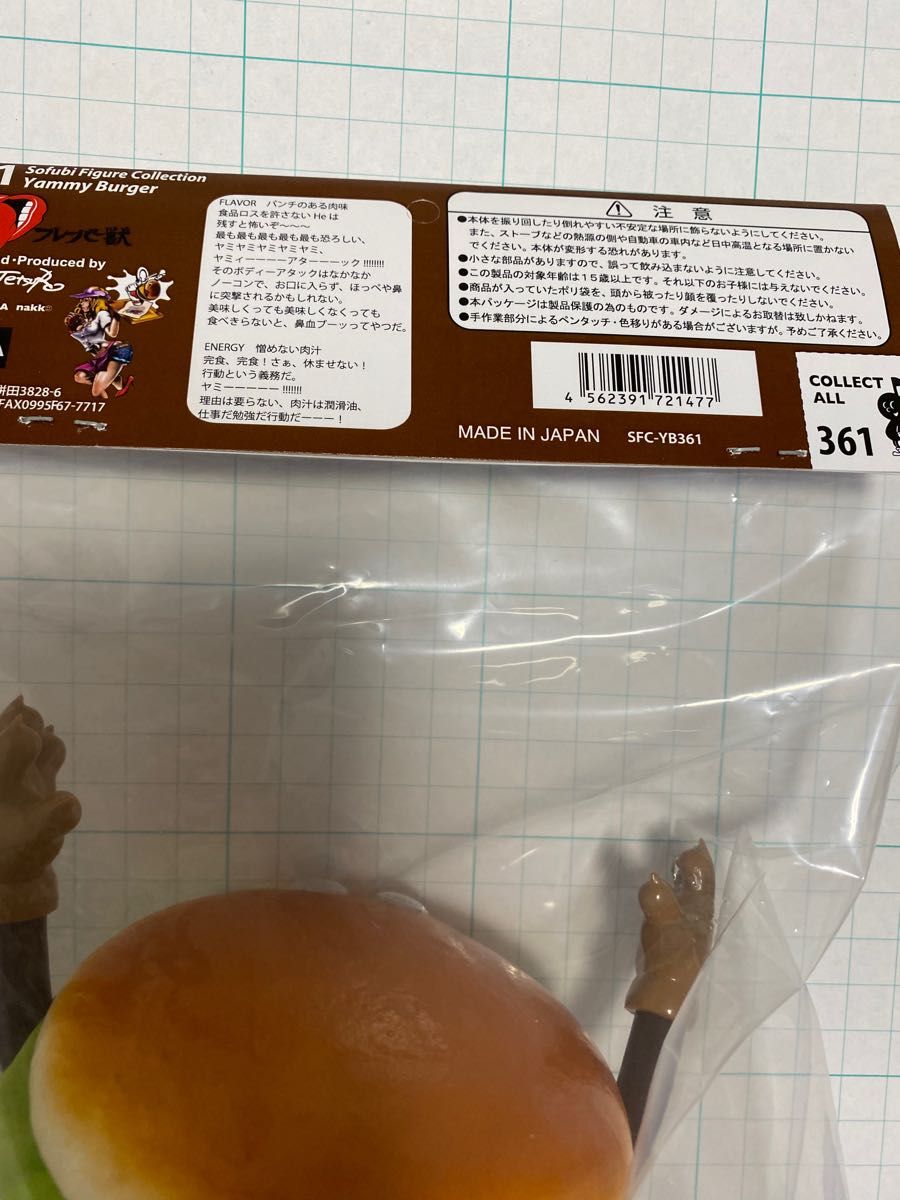 1 Sofubi Figure Collection
Yammy Burger
フレーバー獣
d・Produced by
A nakk
A
餅田3828-6
FAX0995F67-7717
FLAVOR パンチのある肉味
食品ロスを許さない He は
残すと怖いぞ〜〜〜
最も最も最も最も最も恐ろしい、
ヤミヤミヤミヤミヤミ、
ヤミィーーーーアターーーーック !!!!!!!!
そのボディーアタックはなかなか
ノーコンで、お口に入らず、ほっぺや鼻
に突撃されるかもしれない。
美味しくっても美味しくなくっても
食べきらないと、鼻血ブーッってやつだ。
ENERGY 憎めない肉汁
完食、完食！さぁ、休ませない！
行動という義務だ。
ヤミーーーーー !!!!!!!
理由は要らない、肉汁は潤滑油、
仕事だ勉強だ行動だーーー！
注 意
●本体を振り回したり倒れやすい不安定な場所に飾らないようにしてください。
また、ストーブなどの熱源の側や自動車の車内など日中高温となる場所に置かない
でください。本体が変形する恐れがあります。
●小さな部品がありますので、誤って飲み込まないように注意してください。
●この製品の対象年齢は１５歳以上です。それ以下のお子様には与えないでください。
●商品が入っていたポリ袋を、頭から被ったり顔を覆ったりしないでください。
●本パッケージは製品保護の為のものです。ダメージによるお取替は致しかねます。
●手作業部分によるペンタッチ・色移りがある場合がございますが、予めご了承ください。
4 562391 721477
MADE IN JAPAN SFC-YB361
COLLECT
ALL
361